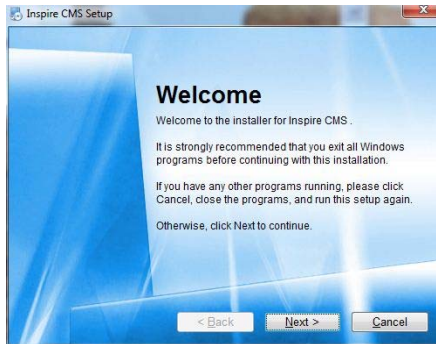 Inspire CMS Setup
Welcome
Welcome to the installer for Inspire CMS .
It is strongly recommended that you exit all Windows
programs before continuing with this installation.
If you have any other programs running, please click
Cancel, close the programs, and run this setup again.
Otherwise, click Next to continue.
< Back Next > Cancel